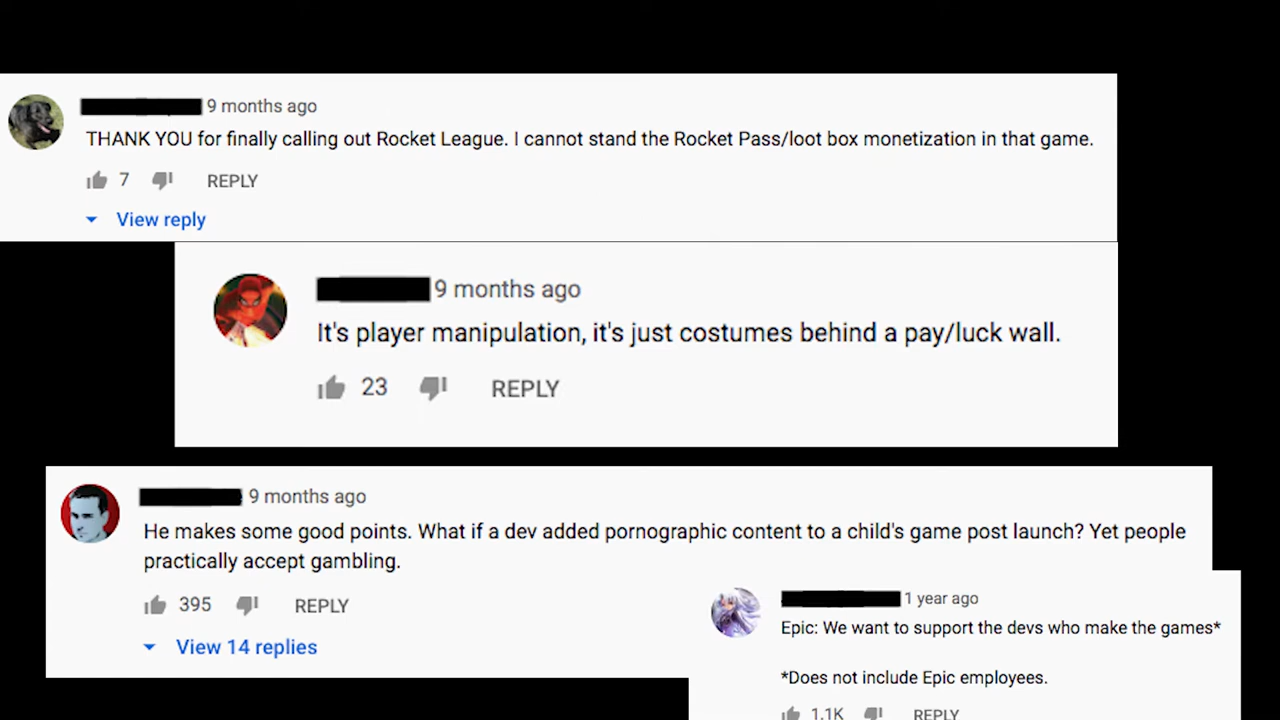 9 months ago
THANK YOU for finally calling out Rocket League. I cannot stand the Rocket Pass/loot box monetization in that game.
7 REPLY
View reply
9 months ago
It's player manipulation, it's just costumes behind a pay/luck wall.
23 REPLY
9 months ago
He makes some good points. What if a dev added pornographic content to a child's game post launch? Yet people
practically accept gambling.
395 REPLY
View 14 replies
1 year ago
Epic: We want to support the devs who make the games*
*Does not include Epic employees.
1.1K REPLY